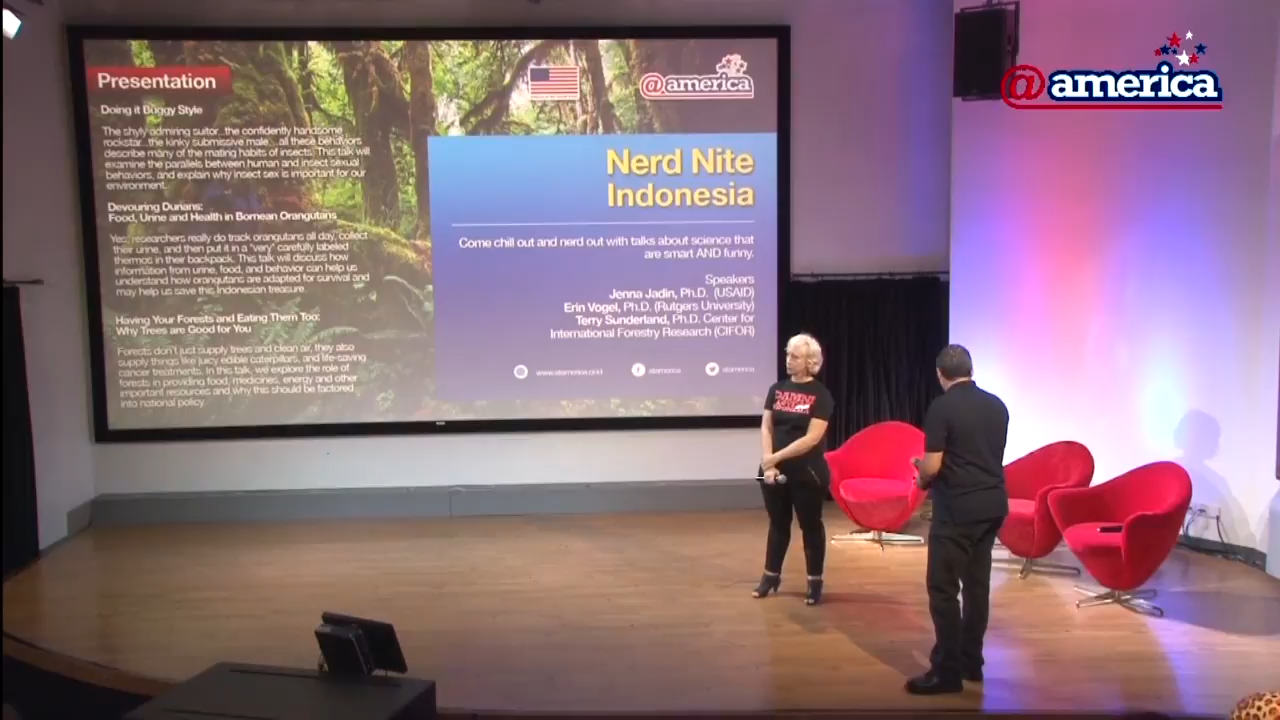 @america
Presentation
Doing it Buggy Style
The shyly admiring suitor...the confidently handsome
rockstar...the kinky submissive male... all these behaviors
describe many of the mating habits of insects. This talk will
examine the parallels between human and insect sexual
behaviors, and explain why insect sex is important for our
environment.
Devouring Durians:
Food, Urine and Health in Bornean Orangutans
Yes, researchers really do track orangutans all day, collect
their urine, and then put it in a "very" carefully labeled
thermos in their backpack. This talk will discuss how
information from urine, food, and behavior can help us
understand how orangutans are adapted for survival and
may help us save this Indonesian treasure.
Having Your Forests and Eating Them Too:
Why Trees are Good for You
Forests don't just supply trees and clean air, they also
supply things like juicy edible caterpillars, and life-saving
cancer treatments. In this talk, we explore the role of
forests in providing food, medicines, energy and other
important resources and why this should be factored
into national policy.
@america
Nerd Nite
Indonesia
Come chill out and nerd out with talks about science that
are smart AND funny.
Speakers
Jenna Jadin, Ph.D. (USAID)
Erin Vogel, Ph.D. (Rutgers University)
Terry Sunderland, Ph.D. Center for
International Forestry Research (CIFOR)
www.atamerica.or.id
atamerica
atamerica